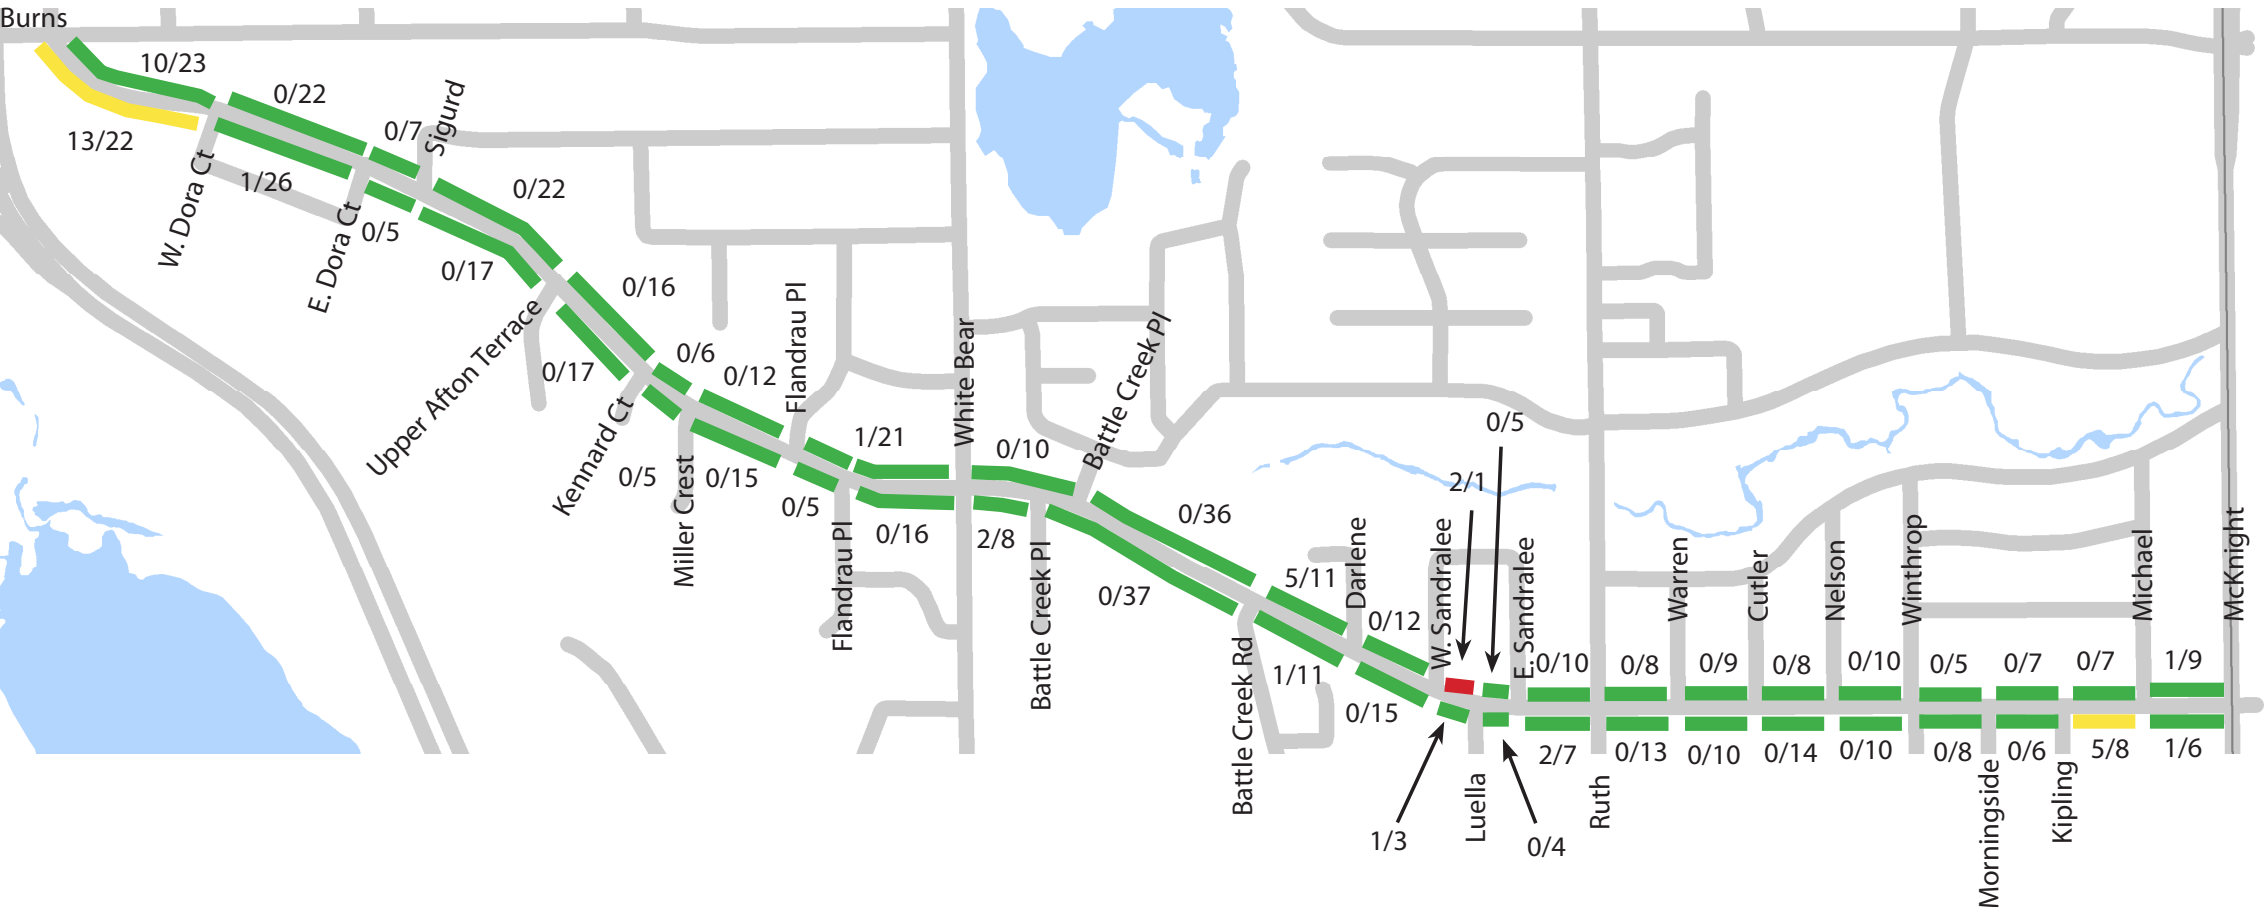 Burns
10/23
13/22
0/22
W. Dora Ct
1/26
E. Dora Ct
0/7
Sigurd
0/5
0/22
0/17
Upper Afton Terrace
0/16
0/17
Kennard Ct
0/6
0/5
Miller Crest
0/12
0/15
Flandrau Pl
0/5
Flandrau Pl
1/21
0/16
White Bear
0/10
2/8
Battle Creek Pl
Battle Creek Pl
0/36
0/37
Battle Creek Rd
5/11
1/11
Darlene
0/12
0/15
W. Sandralee
2/1
1/3
Luella
0/5
0/4
E. Sandralee
0/10
2/7
Ruth
0/8
0/13
Warren
0/9
0/10
Cutler
0/8
0/14
Nelson
0/10
0/10
Winthrop
0/5
0/8
Morningside
0/7
0/6
Kipling
0/7
5/8
Michael
1/9
1/6
McKnight